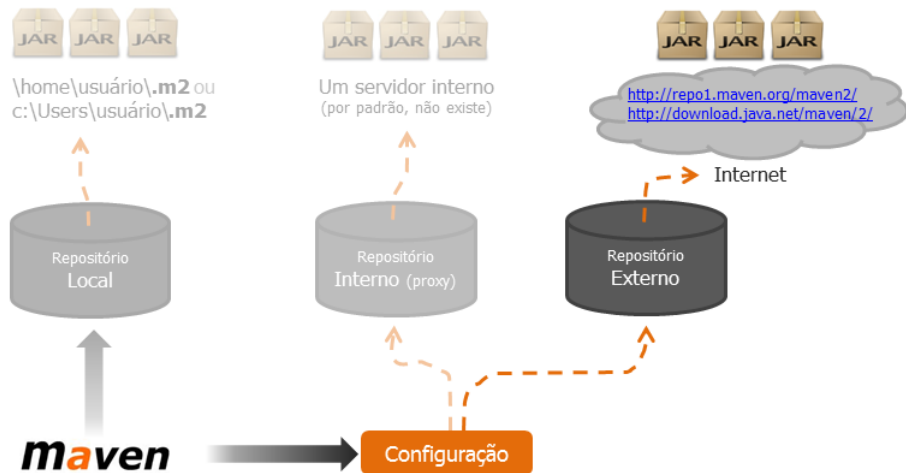 JAR JAR JAR
\home\usuário\.m2 ou
c:\Users\usuário\.m2
JAR JAR JAR
Um servidor interno
(por padrão, não existe)
JAR JAR JAR
http://repo1.maven.org/maven2/
http://download.java.net/maven/2/
Internet
Repositório
Local
Repositório
Interno (proxy)
Repositório
Externo
maven
Configuração